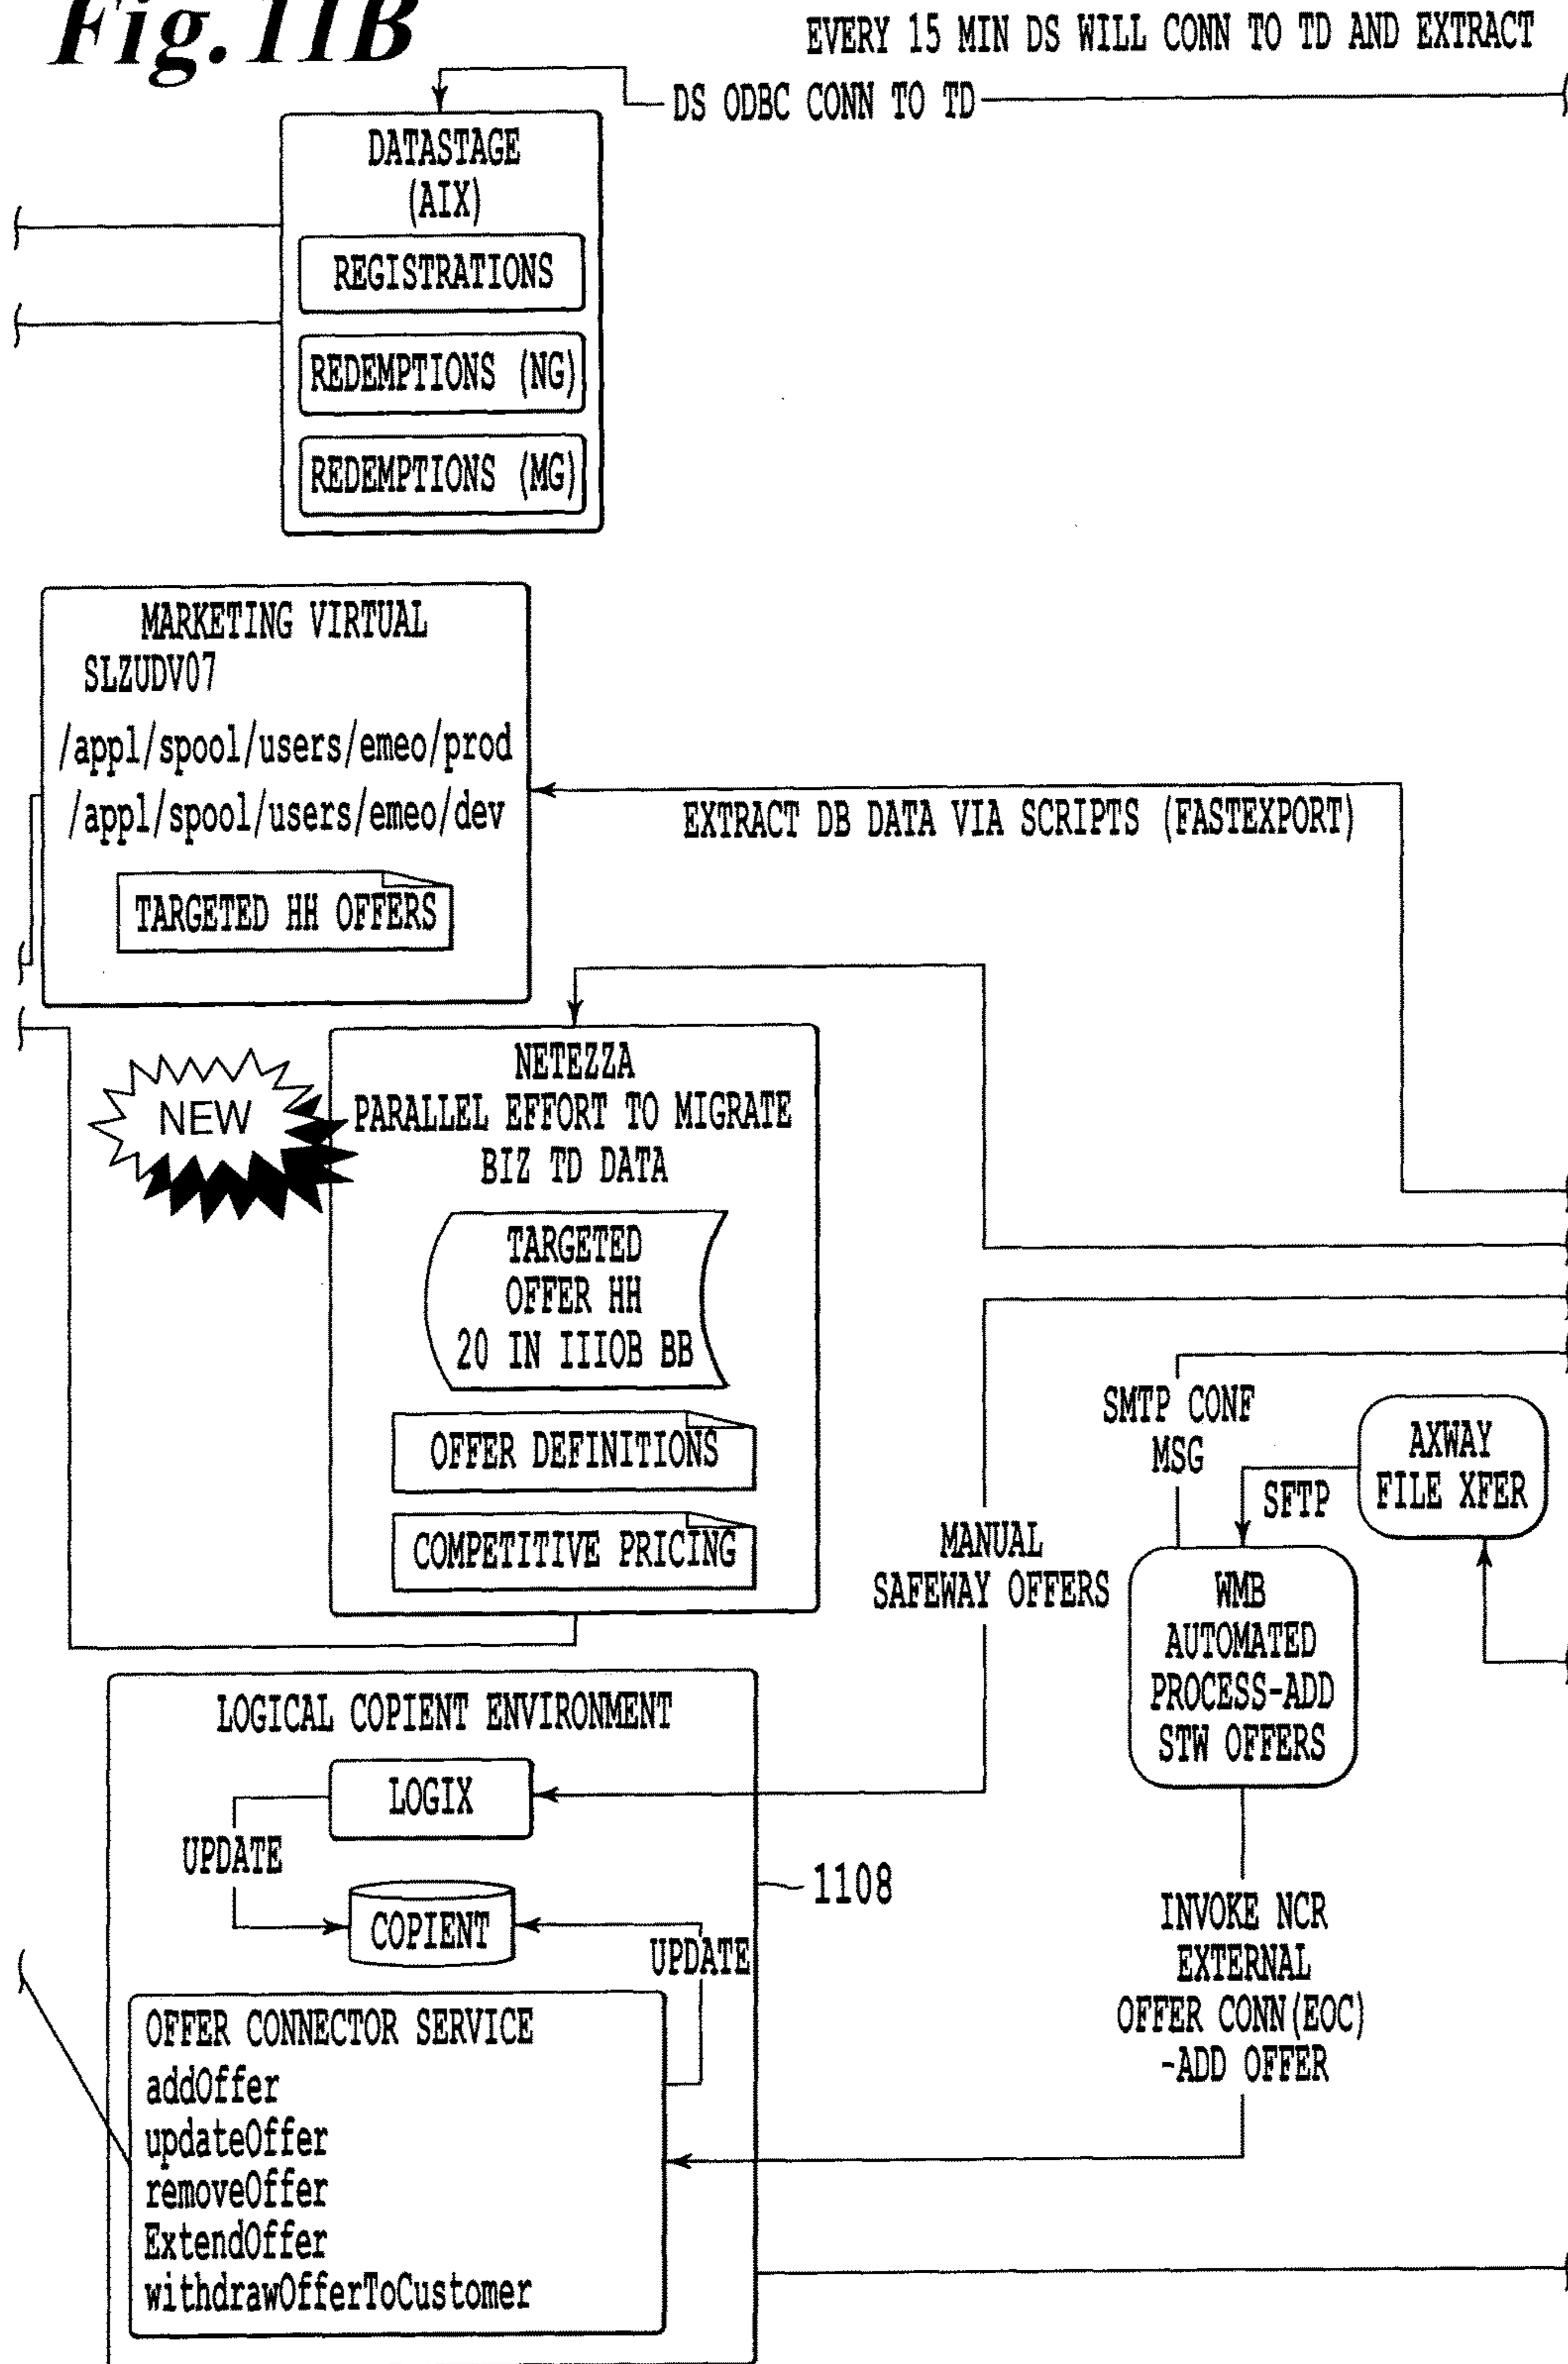 Fig.11B
EVERY 15 MIN DS WILL CONN TO TD AND EXTRACT
DS ODBC CONN TO TD
DATASTAGE
(AIX)
REGISTRATIONS
REDEMPTIONS (NG)
REDEMPTIONS (MG)
MARKETING VIRTUAL
SLZUDV07
/appl/spool/users/emeo/prod
/appl/spool/users/emeo/dev
TARGETED HH OFFERS
EXTRACT DB DATA VIA SCRIPTS (FASTEXPORT)
NEW
NETEZZA
PARALLEL EFFORT TO MIGRATE
BIZ TD DATA
TARGETED
OFFER HH
20 IN IIIOB BB
OFFER DEFINITIONS
COMPETITIVE PRICING
MANUAL
SAFEWAY OFFERS
SMTP CONF
MSG
SFTP
AXWAY
FILE XFER
WMB
AUTOMATED
PROCESS-ADD
STW OFFERS
LOGICAL COPIENT ENVIRONMENT
LOGIX
UPDATE
COPIENT
UPDATE
1108
INVOKE NCR
EXTERNAL
OFFER CONN(EOC)
-ADD OFFER
OFFER CONNECTOR SERVICE
addOffer
updateOffer
removeOffer
ExtendOffer
withdrawOfferToCustomer